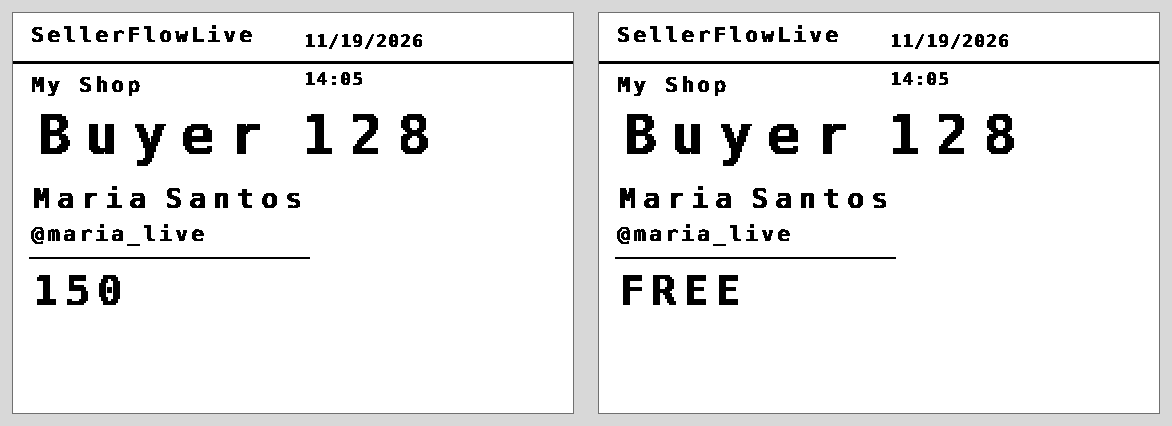 SellerFlowLive 11/19/2026
My Shop 14:05
Buyer 128
Maria Santos
@maria_live
150
SellerFlowLive 11/19/2026
My Shop 14:05
Buyer 128
Maria Santos
@maria_live
FREE